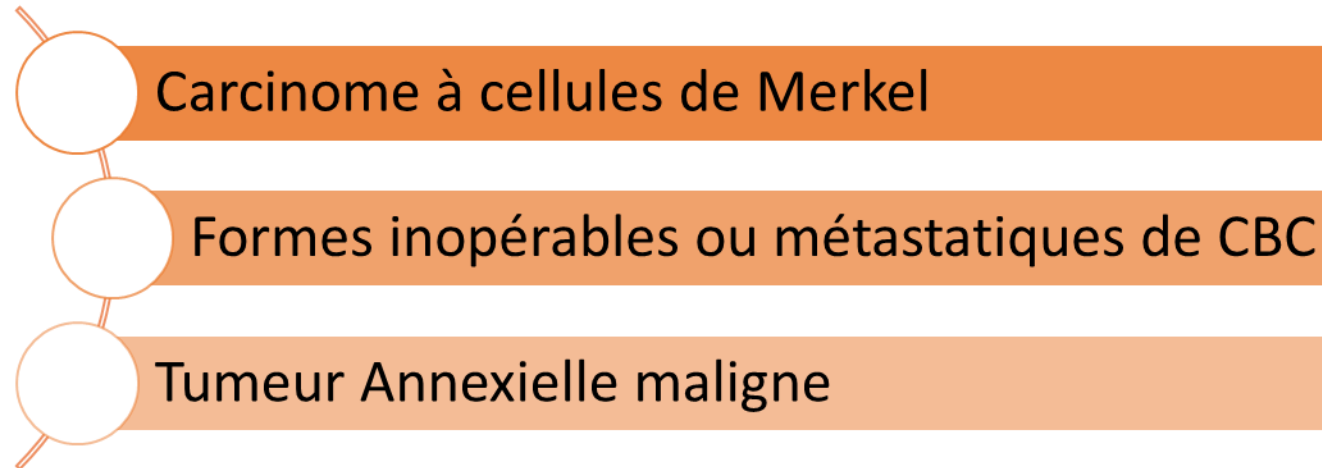 Carcinome à cellules de Merkel
Formes inopérables ou métastatiques de CBC
Tumeur Annexielle maligne